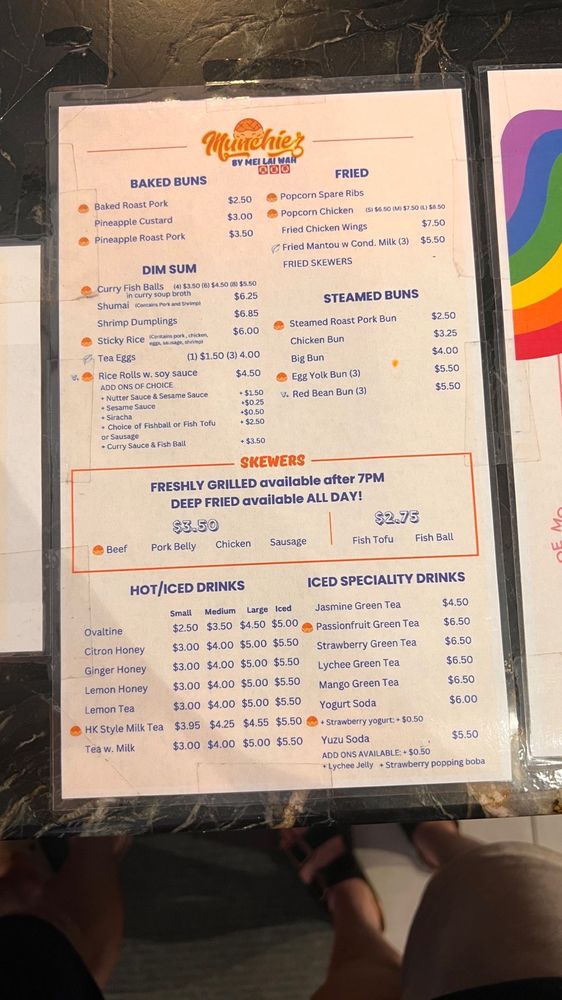 Munchiez
BY MEI LAI WAH
BAKED BUNS
Baked Roast Pork $2.50
Pineapple Custard $3.00
Pineapple Roast Pork $3.50
FRIED
Popcorn Spare Ribs
Popcorn Chicken (S) $6.50 (M) $7.50 (L) $8.50
Fried Chicken Wings $7.50
Fried Mantou w Cond. Milk (3) $5.50
FRIED SKEWERS
DIM SUM
Curry Fish Balls (4) $3.50 (6) $4.50 (8) $5.50
in curry soup broth
Shumai (Contains Pork and Shrimp) $6.25
Shrimp Dumplings $6.85
Sticky Rice (Contains pork, chicken, $6.00
eggs, sausage, shrimp)
Tea Eggs (1) $1.50 (3) 4.00
Rice Rolls w. soy sauce $4.50
ADD ONS OF CHOICE
+ Nutter Sauce & Sesame Sauce + $1.50
+ Sesame Sauce +$0.25
+ Siracha +$0.50
+ Choice of Fishball or Fish Tofu + $2.50
or Sausage
+ Curry Sauce & Fish Ball + $3.50
STEAMED BUNS
Steamed Roast Pork Bun $2.50
Chicken Bun $3.25
Big Bun $4.00
Egg Yolk Bun (3) $5.50
Red Bean Bun (3) $5.50
SKEWERS
FRESHLY GRILLED available after 7PM
DEEP FRIED available ALL DAY!
$3.50
Beef Pork Belly Chicken Sausage
$2.75
Fish Tofu Fish Ball
HOT/ICED DRINKS
Small Medium Large Iced
Ovaltine $2.50 $3.50 $4.50 $5.00
Citron Honey $3.00 $4.00 $5.00 $5.50
Ginger Honey $3.00 $4.00 $5.00 $5.50
Lemon Honey $3.00 $4.00 $5.00 $5.50
Lemon Tea $3.00 $4.00 $5.00 $5.50
HK Style Milk Tea $3.95 $4.25 $4.55 $5.50
Tea w. Milk $3.00 $4.00 $5.00 $5.50
ICED SPECIALITY DRINKS
Jasmine Green Tea $4.50
Passionfruit Green Tea $6.50
Strawberry Green Tea $6.50
Lychee Green Tea $6.50
Mango Green Tea $6.50
Yogurt Soda $6.00
+ Strawberry yogurt: + $0.50
Yuzu Soda $5.50
ADD ONS AVAILABLE: + $0.50
+ Lychee Jelly + Strawberry popping boba